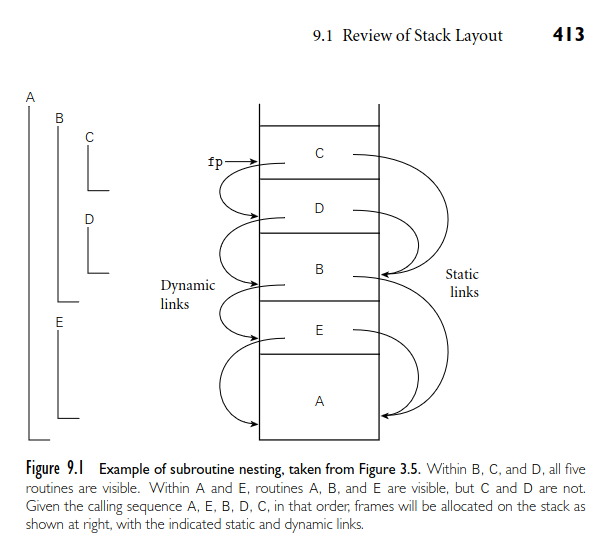 9.1 Review of Stack Layout 413
A
B
C
D
E
fp
C
D
B
E
A
Dynamic
links
Static
links
Figure 9.1 Example of subroutine nesting, taken from Figure 3.5. Within B, C, and D, all five
routines are visible. Within A and E, routines A, B, and E are visible, but C and D are not.
Given the calling sequence A, E, B, D, C, in that order, frames will be allocated on the stack as
shown at right, with the indicated static and dynamic links.